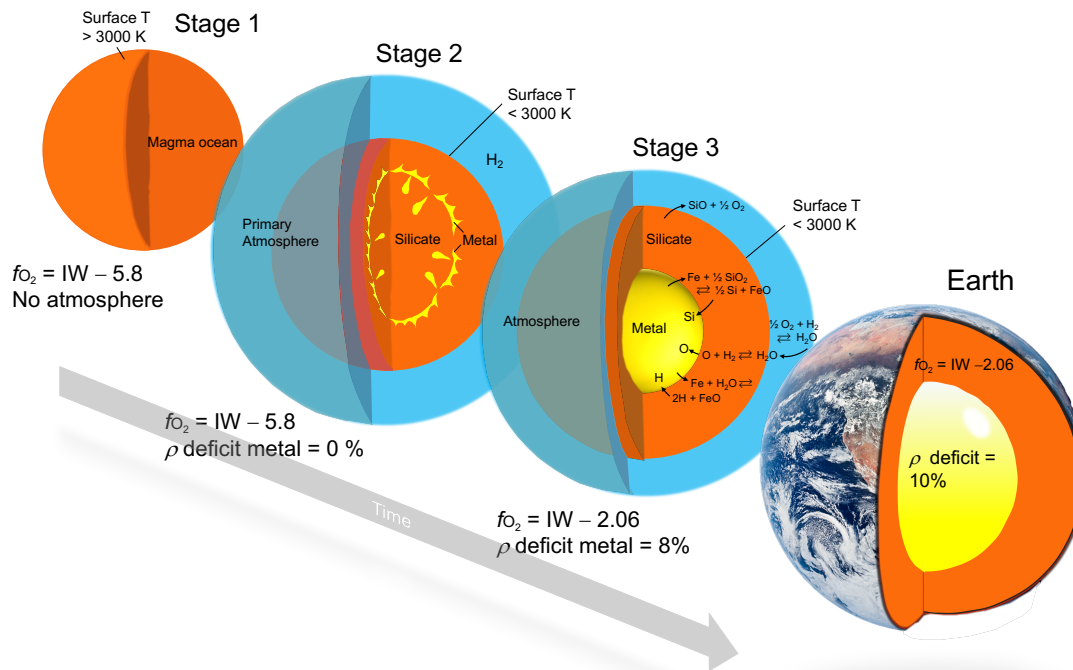 Stage 1
Surface T
> 3000 K
Magma ocean
fO₂ = IW – 5.8
No atmosphere
Stage 2
Surface T
< 3000 K
H₂
Primary
Atmosphere
Silicate
Metal
fO₂ = IW – 5.8
ρ deficit metal = 0 %
Stage 3
Surface T
< 3000 K
SiO + ½ O₂
Silicate
Fe + ½ SiO₂
⇄ ½ Si + FeO
Si
Atmosphere
Metal
½ O₂ + H₂
⇄ H₂O
O
O + H₂ ⇄ H₂O
H
Fe + H₂O ⇄
2H + FeO
fO₂ = IW – 2.06
ρ deficit metal = 8%
Earth
fO₂ = IW –2.06
ρ deficit =
10%
Time